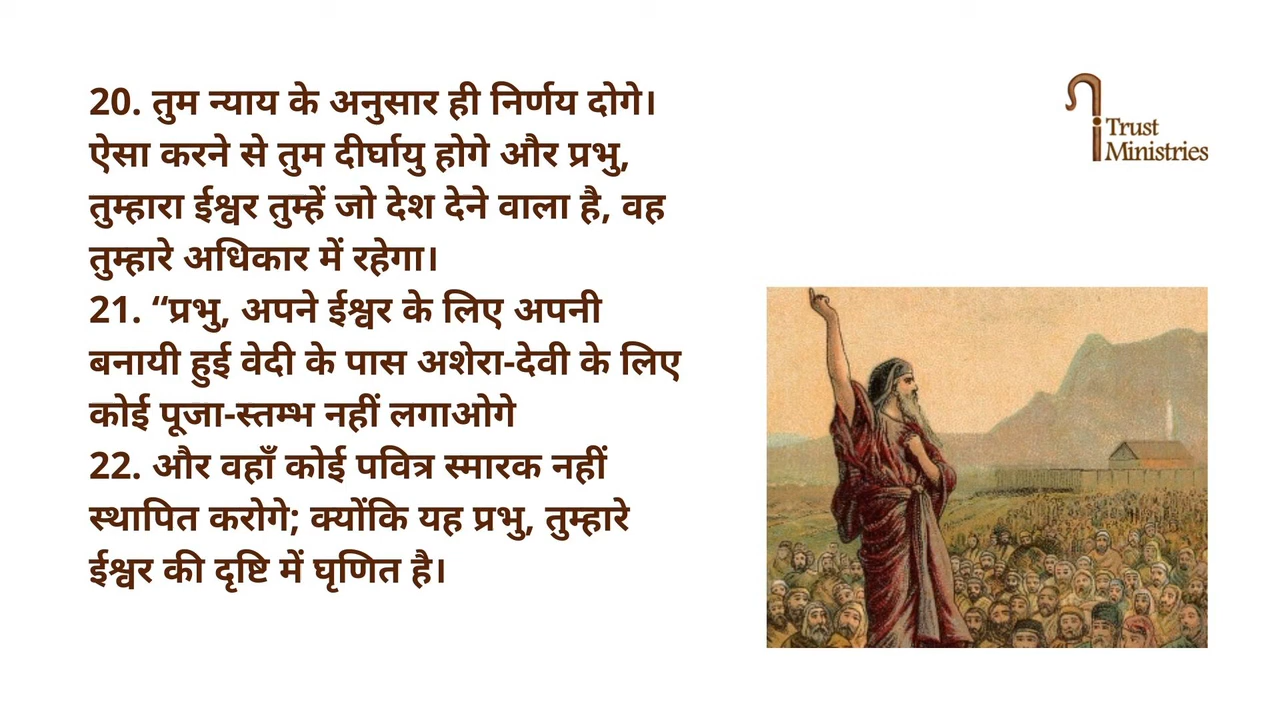 20. तुम न्याय के अनुसार ही निर्णय दोगे।
ऐसा करने से तुम दीर्घायु होगे और प्रभु,
तुम्हारा ईश्वर तुम्हें जो देश देने वाला है, वह
तुम्हारे अधिकार में रहेगा।
21. “प्रभु, अपने ईश्वर के लिए अपनी
बनायी हुई वेदी के पास अशेरा-देवी के लिए
कोई पूजा-स्तम्भ नहीं लगाओगे
22. और वहाँ कोई पवित्र स्मारक नहीं
स्थापित करोगे; क्योंकि यह प्रभु, तुम्हारे
ईश्वर की दृष्टि में घृणित है।
i Trust
Ministries